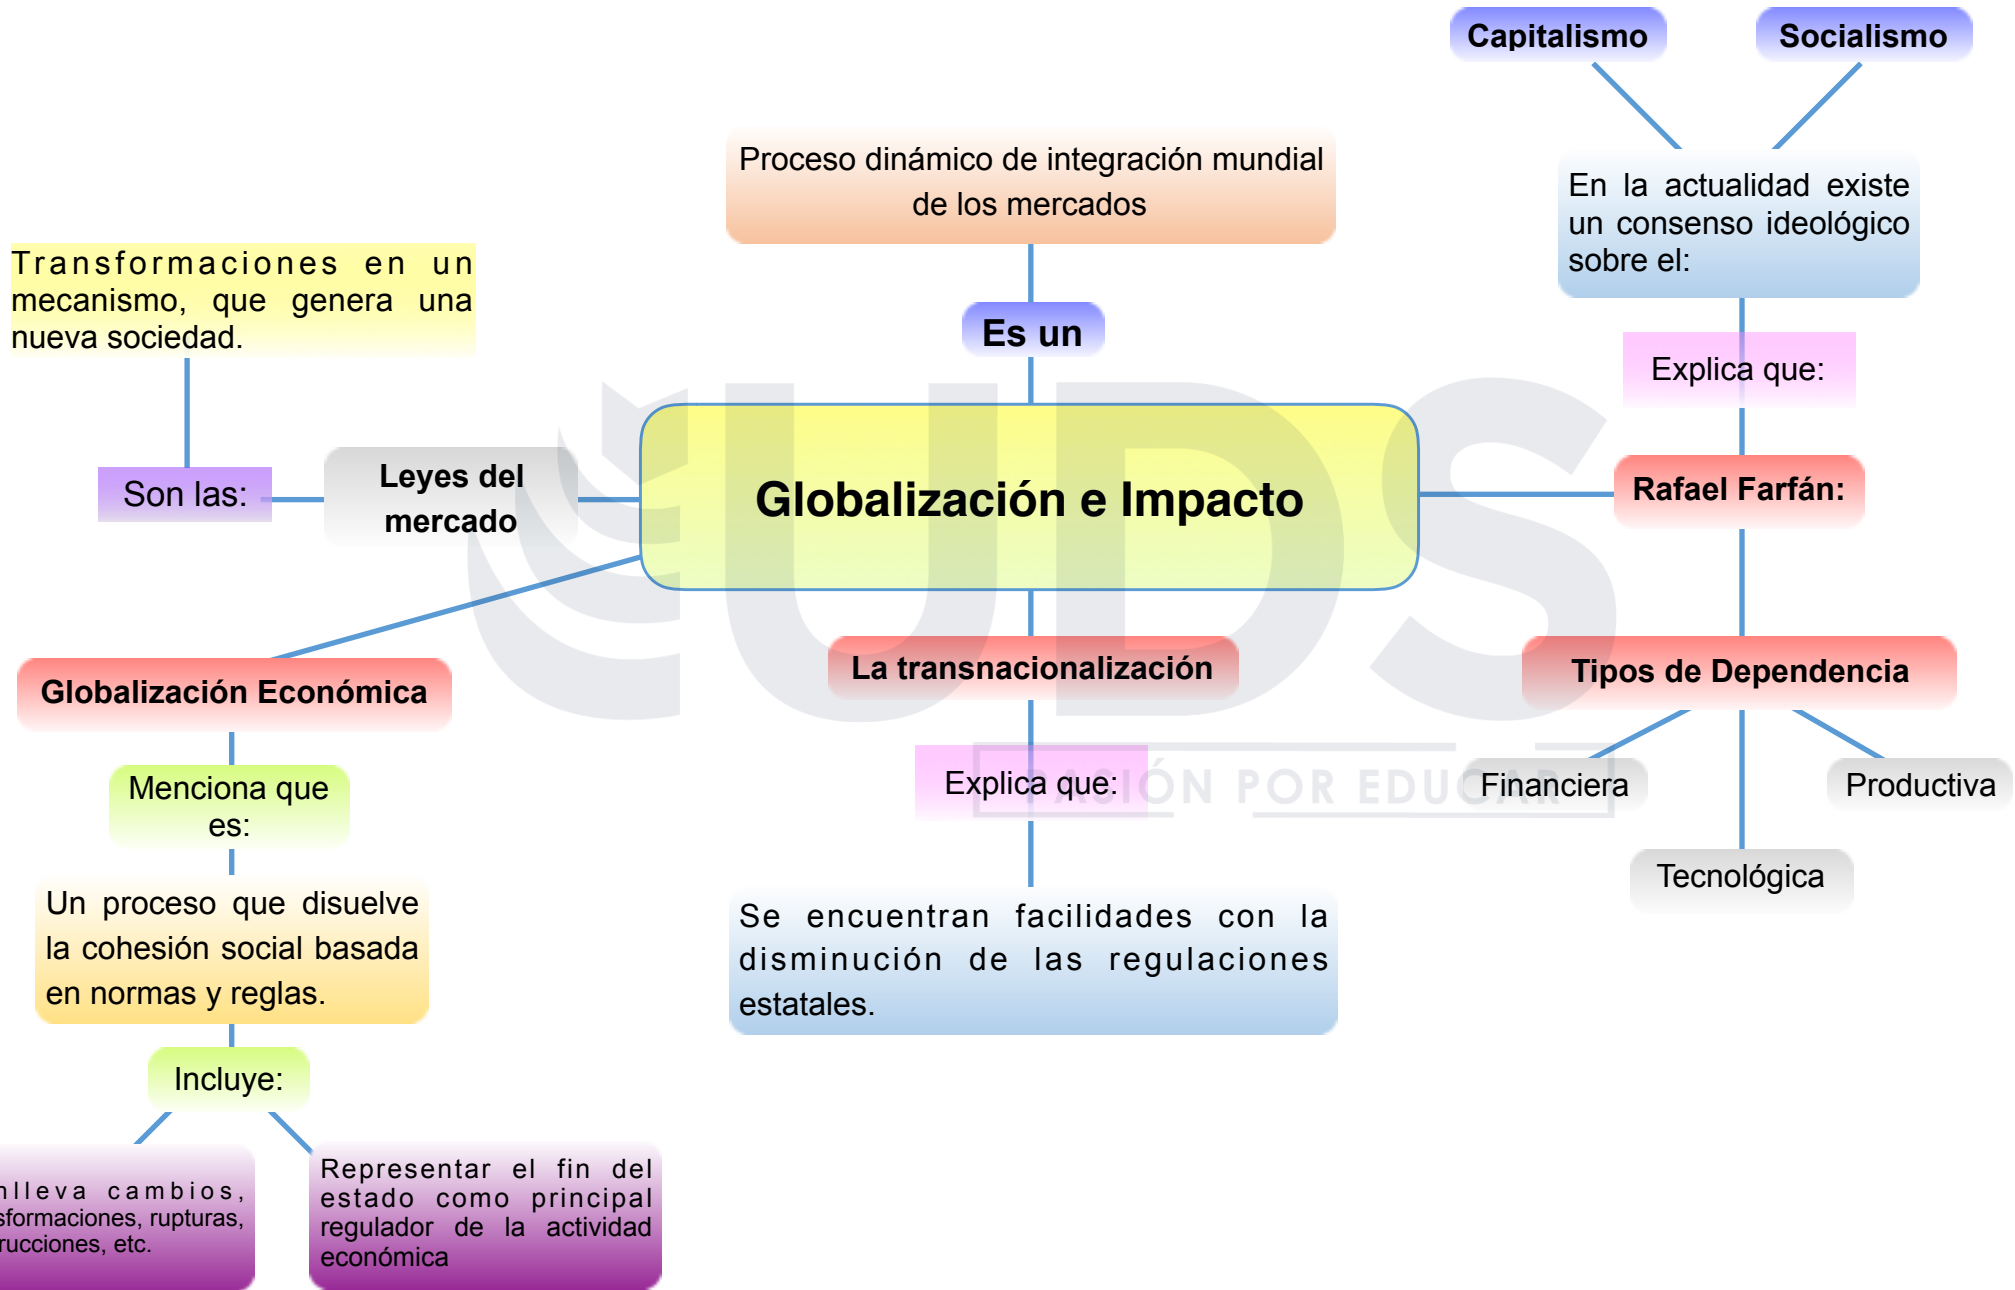 Capitalismo
Socialismo
Proceso dinámico de integración mundial
de los mercados
En la actualidad existe
un consenso ideológico
sobre el:
Transformaciones en un
mecanismo, que genera una
nueva sociedad.
Es un
Explica que:
Leyes del
mercado
Son las:
Globalización e Impacto
Rafael Farfán:
UDS
PASIÓN POR EDUCAR
Globalización Económica
La transnacionalización
Tipos de Dependencia
Menciona que
es:
Explica que:
Financiera
Productiva
Tecnológica
Un proceso que disuelve
la cohesión social basada
en normas y reglas.
Se encuentran facilidades con la
disminución de las regulaciones
estatales.
Incluye:
cambios,
rupturas,
etc.
Representar el fin del
estado como principal
regulador de la actividad
económica